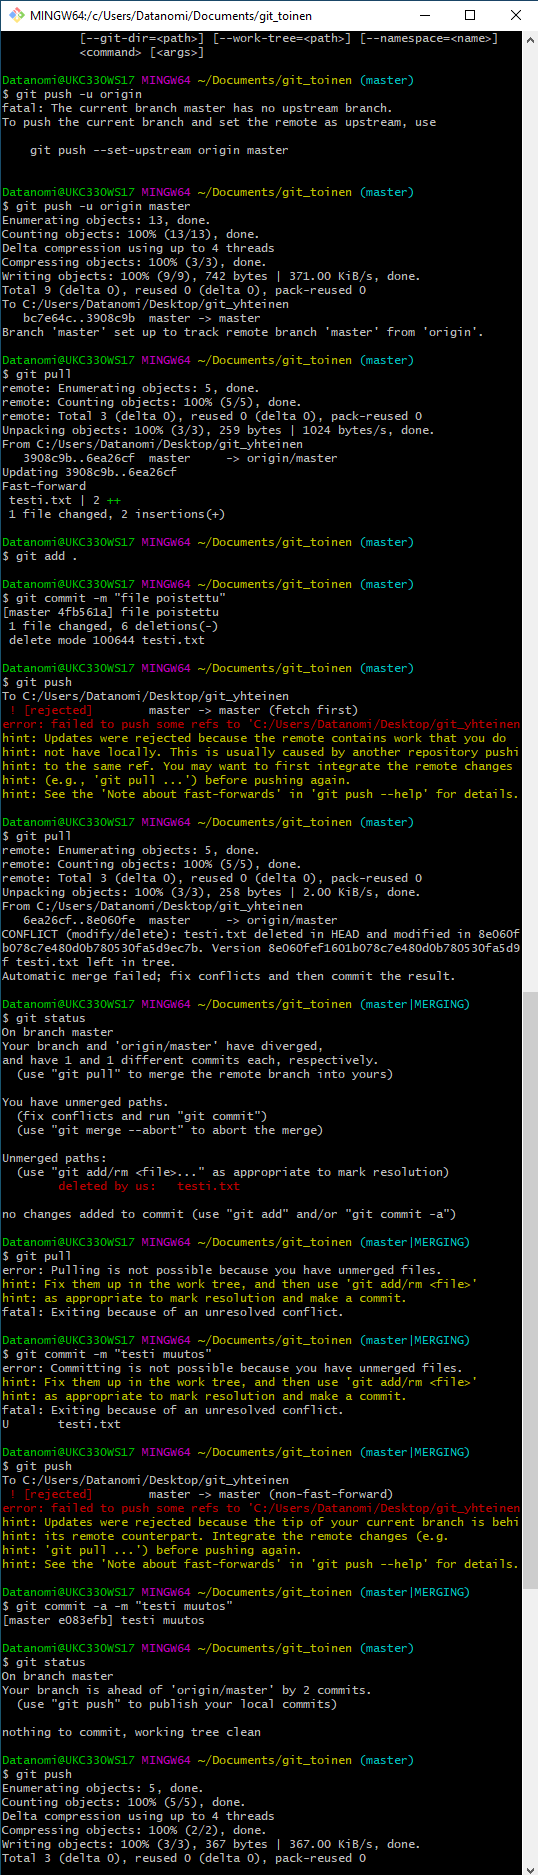 MINGW64:/c/Users/Datanomi/Documents/git_toinen
[--git-dir=<path>] [--work-tree=<path>] [--namespace=<name>]
<command> [<args>]
Datanomi@UKC330WS17 MINGW64 ~/Documents/git_toinen (master)
$ git push -u origin
fatal: The current branch master has no upstream branch.
To push the current branch and set the remote as upstream, use
git push --set-upstream origin master
Datanomi@UKC330WS17 MINGW64 ~/Documents/git_toinen (master)
$ git push -u origin master
Enumerating objects: 13, done.
Counting objects: 100% (13/13), done.
Delta compression using up to 4 threads
Compressing objects: 100% (3/3), done.
Writing objects: 100% (9/9), 742 bytes | 371.00 KiB/s, done.
Total 9 (delta 0), reused 0 (delta 0), pack-reused 0
To C:/Users/Datanomi/Desktop/git_yhteinen
bc7e64c..3908c9b  master -> master
Branch 'master' set up to track remote branch 'master' from 'origin'.
Datanomi@UKC330WS17 MINGW64 ~/Documents/git_toinen (master)
$ git pull
remote: Enumerating objects: 5, done.
remote: Counting objects: 100% (5/5), done.
remote: Total 3 (delta 0), reused 0 (delta 0), pack-reused 0
Unpacking objects: 100% (3/3), 259 bytes | 1024 bytes/s, done.
From C:/Users/Datanomi/Desktop/git_yhteinen
3908c9b..6ea26cf  master     -> origin/master
Updating 3908c9b..6ea26cf
Fast-forward
testi.txt | 2 ++
1 file changed, 2 insertions(+)
Datanomi@UKC330WS17 MINGW64 ~/Documents/git_toinen (master)
$ git add .
Datanomi@UKC330WS17 MINGW64 ~/Documents/git_toinen (master)
$ git commit -m "file poistettu"
[master 4fb561a] file poistettu
1 file changed, 6 deletions(-)
delete mode 100644 testi.txt
Datanomi@UKC330WS17 MINGW64 ~/Documents/git_toinen (master)
$ git push
To C:/Users/Datanomi/Desktop/git_yhteinen
! [rejected]        master -> master (fetch first)
error: failed to push some refs to 'C:/Users/Datanomi/Desktop/git_yhteinen
hint: Updates were rejected because the remote contains work that you do
hint: not have locally. This is usually caused by another repository pushi
hint: to the same ref. You may want to first integrate the remote changes
hint: (e.g., 'git pull ...') before pushing again.
hint: See the 'Note about fast-forwards' in 'git push --help' for details.
Datanomi@UKC330WS17 MINGW64 ~/Documents/git_toinen (master)
$ git pull
remote: Enumerating objects: 5, done.
remote: Counting objects: 100% (5/5), done.
remote: Total 3 (delta 0), reused 0 (delta 0), pack-reused 0
Unpacking objects: 100% (3/3), 258 bytes | 2.00 KiB/s, done.
From C:/Users/Datanomi/Desktop/git_yhteinen
6ea26cf..8e060fe  master     -> origin/master
CONFLICT (modify/delete): testi.txt deleted in HEAD and modified in 8e060f
b078c7e480d0b780530fa5d9ec7b. Version 8e060fef1601b078c7e480d0b780530fa5d9
f testi.txt left in tree.
Automatic merge failed; fix conflicts and then commit the result.
Datanomi@UKC330WS17 MINGW64 ~/Documents/git_toinen (master|MERGING)
$ git status
On branch master
Your branch and 'origin/master' have diverged,
and have 1 and 1 different commits each, respectively.
(use "git pull" to merge the remote branch into yours)
You have unmerged paths.
(fix conflicts and run "git commit")
(use "git merge --abort" to abort the merge)
Unmerged paths:
(use "git add/rm <file>..." as appropriate to mark resolution)
deleted by us:   testi.txt
no changes added to commit (use "git add" and/or "git commit -a")
Datanomi@UKC330WS17 MINGW64 ~/Documents/git_toinen (master|MERGING)
$ git pull
error: Pulling is not possible because you have unmerged files.
hint: Fix them up in the work tree, and then use 'git add/rm <file>'
hint: as appropriate to mark resolution and make a commit.
fatal: Exiting because of an unresolved conflict.
Datanomi@UKC330WS17 MINGW64 ~/Documents/git_toinen (master|MERGING)
$ git commit -m "testi muutos"
error: Committing is not possible because you have unmerged files.
hint: Fix them up in the work tree, and then use 'git add/rm <file>'
hint: as appropriate to mark resolution and make a commit.
fatal: Exiting because of an unresolved conflict.
U       testi.txt
Datanomi@UKC330WS17 MINGW64 ~/Documents/git_toinen (master|MERGING)
$ git push
To C:/Users/Datanomi/Desktop/git_yhteinen
! [rejected]        master -> master (non-fast-forward)
error: failed to push some refs to 'C:/Users/Datanomi/Desktop/git_yhteinen
hint: Updates were rejected because the tip of your current branch is behi
hint: its remote counterpart. Integrate the remote changes (e.g.
hint: 'git pull ...') before pushing again.
hint: See the 'Note about fast-forwards' in 'git push --help' for details.
Datanomi@UKC330WS17 MINGW64 ~/Documents/git_toinen (master|MERGING)
$ git commit -a -m "testi muutos"
[master e083efb] testi muutos
Datanomi@UKC330WS17 MINGW64 ~/Documents/git_toinen (master)
$ git status
On branch master
Your branch is ahead of 'origin/master' by 2 commits.
(use "git push" to publish your local commits)
nothing to commit, working tree clean
Datanomi@UKC330WS17 MINGW64 ~/Documents/git_toinen (master)
$ git push
Enumerating objects: 5, done.
Counting objects: 100% (5/5), done.
Delta compression using up to 4 threads
Compressing objects: 100% (2/2), done.
Writing objects: 100% (3/3), 367 bytes | 367.00 KiB/s, done.
Total 3 (delta 0), reused 0 (delta 0), pack-reused 0